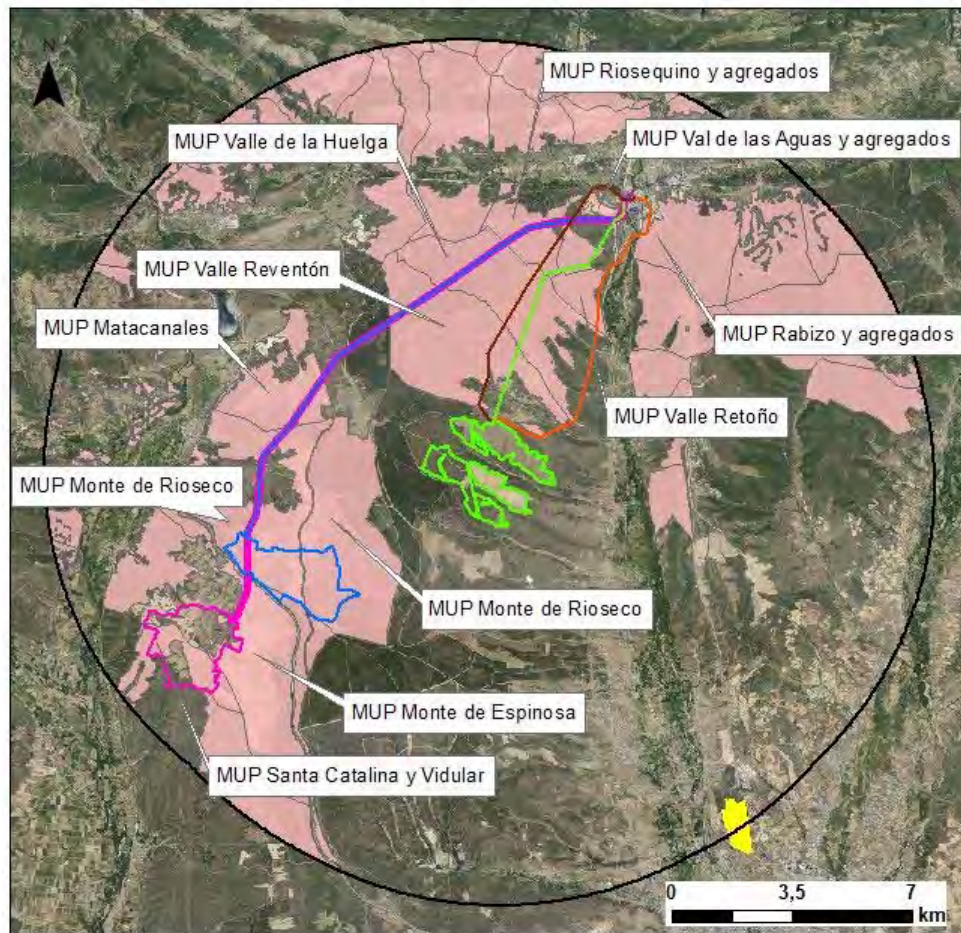 N
MUP Riosequino y agregados
MUP Val de las Aguas y agregados
MUP Valle de la Huelga
MUP Valle Reventón
MUP Matacanales
MUP Rabizo y agregados
MUP Valle Retoño
MUP Monte de Rioseco
MUP Monte de Rioseco
MUP Monte de Espinosa
MUP Santa Catalina y Vidular
0 3,5 7
km